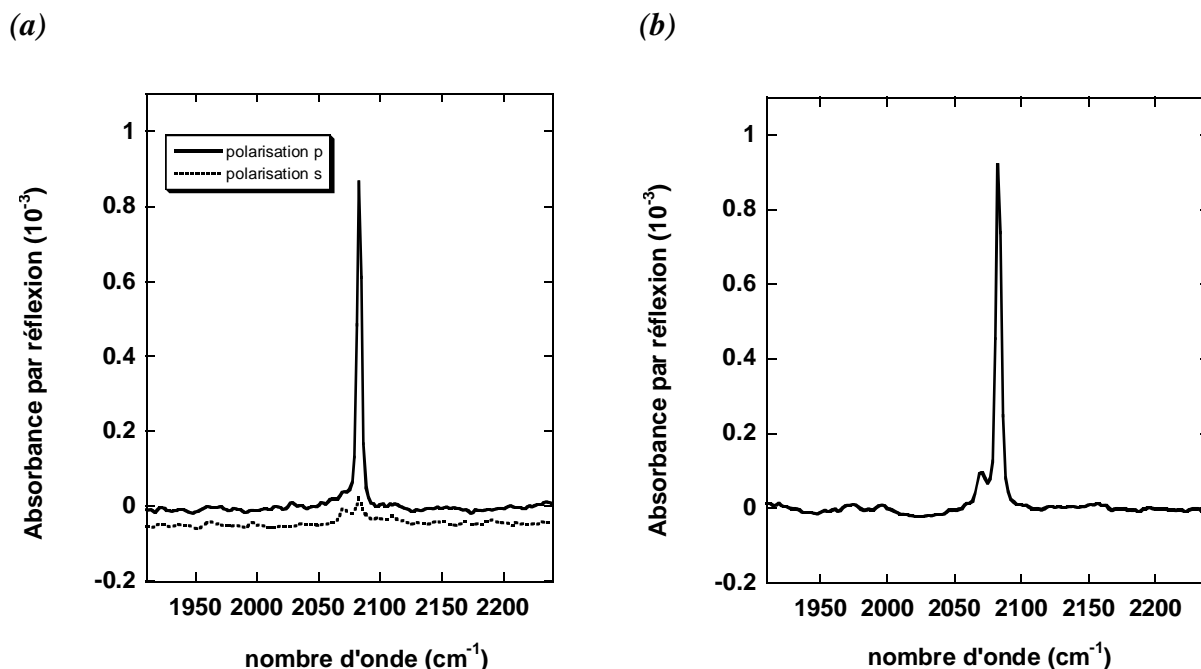 (a)
Absorbance par réflexion (10⁻³)
1
0.8
0.6
0.4
0.2
0
-0.2
polarisation p
polarisation s
1950 2000 2050 2100 2150 2200
nombre d'onde (cm⁻¹)
(b)
Absorbance par réflexion (10⁻³)
1
0.8
0.6
0.4
0.2
0
-0.2
1950 2000 2050 2100 2150 2200
nombre d'onde (cm⁻¹)